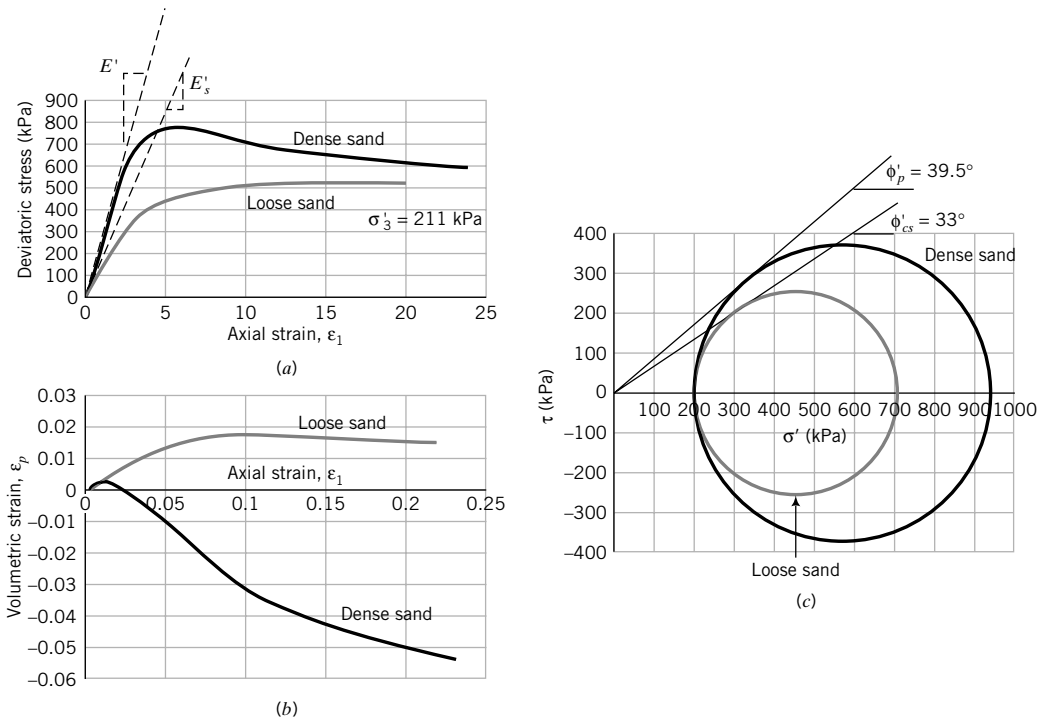 E'
E's
900
800
700
600
500
400
300
200
100
0
Deviatoric stress (kPa)
Dense sand
Loose sand
σ'3 = 211 kPa
0 5 10 15 20 25
Axial strain, ε1
(a)
0.03
0.02
0.01
0
−0.01
−0.02
−0.03
−0.04
−0.05
−0.06
Volumetric strain, εp
Loose sand
Axial strain, ε1
0 0.05 0.1 0.15 0.2 0.25
Dense sand
(b)
ϕ'p = 39.5°
ϕ'cs = 33°
400
300
200
100
0
−100
−200
−300
−400
τ (kPa)
Dense sand
100 200 300 400 500 600 700 800 900 1000
σ' (kPa)
Loose sand
(c)